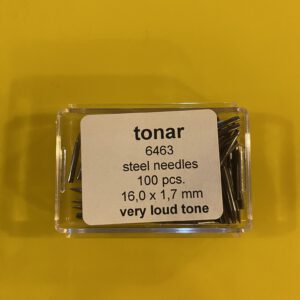 tonar
6463
steel needles
100 pcs.
16,0 x 1,7 mm
very loud tone